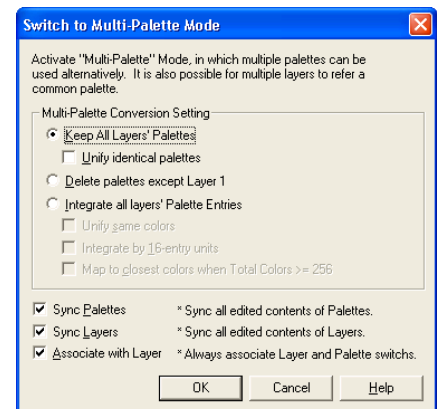 Switch to Multi-Palette Mode
Activate "Multi-Palette" Mode, in which multiple palettes can be
used alternatively. It is also possible for multiple layers to refer a
common palette.
Multi-Palette Conversion Setting
Keep All Layers' Palettes
Unify identical palettes
Delete palettes except Layer 1
Integrate all layers' Palette Entries
Unify same colors
Integrate by 16-entry units
Map to closest colors when Total Colors >= 256
Sync Palettes * Sync all edited contents of Palettes.
Sync Layers * Sync all edited contents of Layers.
Associate with Layer * Always associate Layer and Palette switchs.
OK Cancel Help